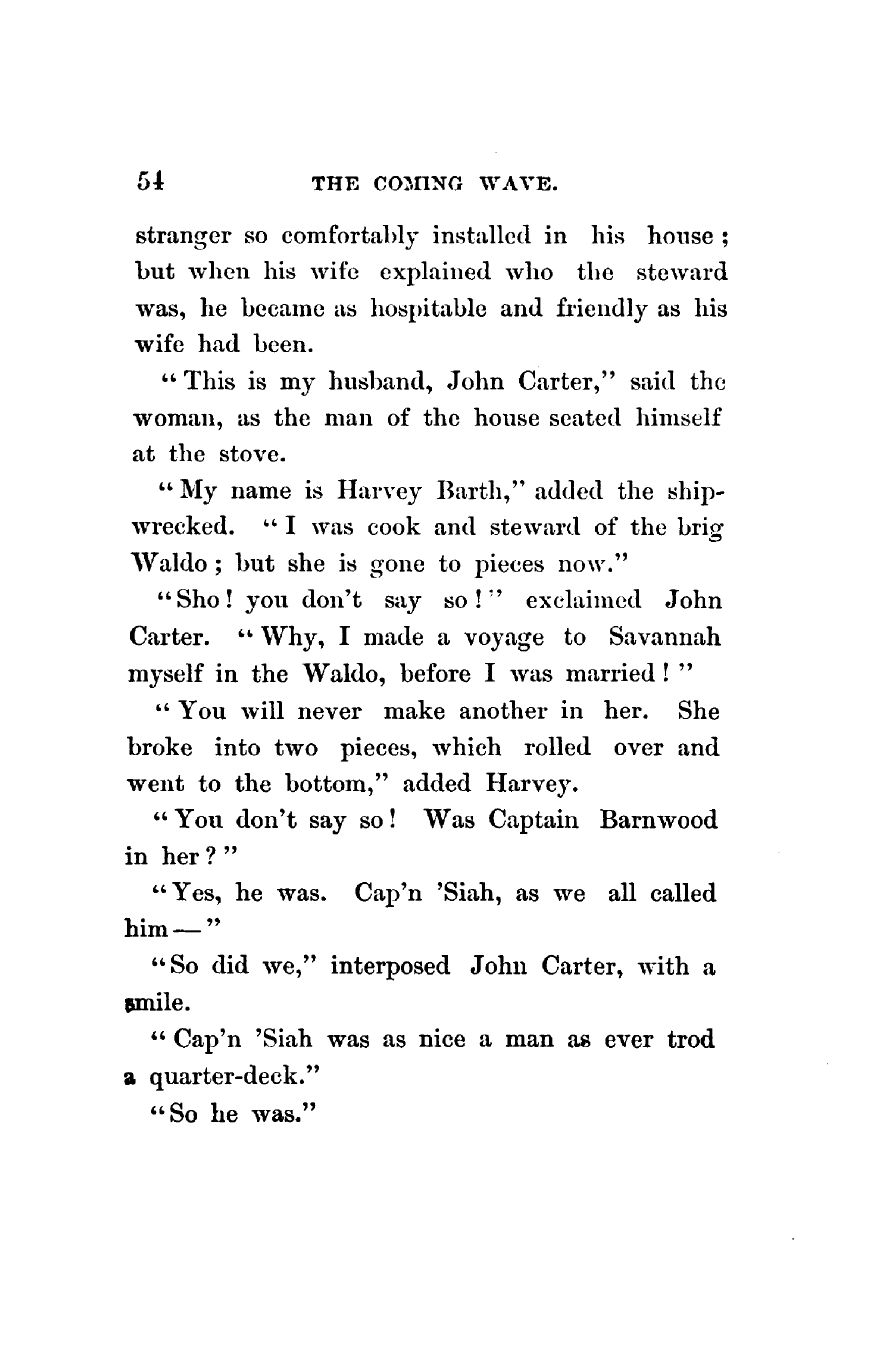 54 THE COMING WAVE.
stranger so comfortably installed in his house ;
but when his wife explained who the steward
was, he became as hospitable and friendly as his
wife had been.
“ This is my husband, John Carter,” said the
woman, as the man of the house seated himself
at the stove.
“ My name is Harvey Barth,” added the ship-
wrecked. “ I was cook and steward of the brig
Waldo ; but she is gone to pieces now.”
“ Sho ! you don’t say so ! ” exclaimed John
Carter. “ Why, I made a voyage to Savannah
myself in the Waldo, before I was married ! ”
“ You will never make another in her. She
broke into two pieces, which rolled over and
went to the bottom,” added Harvey.
“ You don’t say so ! Was Captain Barnwood
in her ? ”
“ Yes, he was. Cap’n ’Siah, as we all called
him — ”
“ So did we,” interposed John Carter, with a
smile.
“ Cap’n ’Siah was as nice a man as ever trod
a quarter-deck.”
“ So he was.”